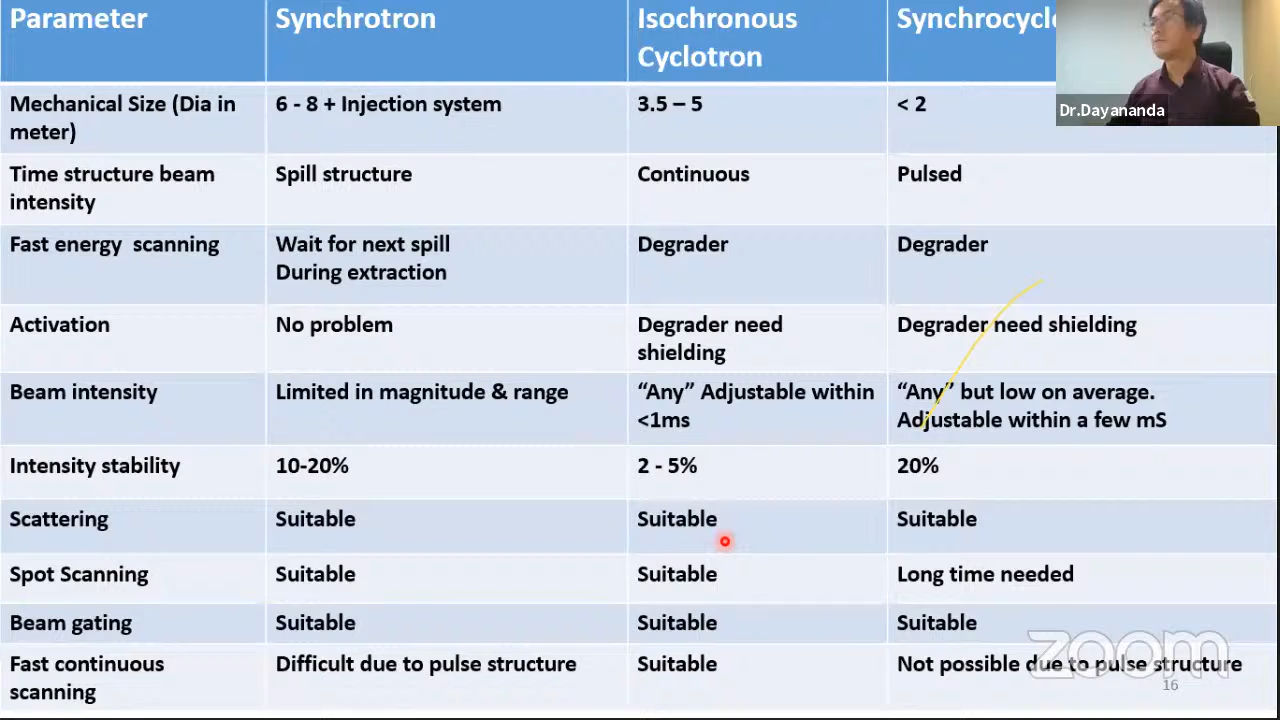 Parameter
Synchrotron
Isochronous
Cyclotron
Synchrocycl
Dr.Dayananda
Mechanical Size (Dia in
meter)
6 - 8 + Injection system
3.5 – 5
< 2
Time structure beam
intensity
Spill structure
Continuous
Pulsed
Fast energy scanning
Wait for next spill
During extraction
Degrader
Degrader
Activation
No problem
Degrader need
shielding
Degrader need shielding
Beam intensity
Limited in magnitude & range
“Any” Adjustable within
<1ms
“Any” but low on average.
Adjustable within a few mS
Intensity stability
10-20%
2 - 5%
20%
Scattering
Suitable
Suitable
Suitable
Spot Scanning
Suitable
Suitable
Long time needed
Beam gating
Suitable
Suitable
Suitable
Fast continuous
scanning
Difficult due to pulse structure
Suitable
Not possible due to pulse structure
zoom
16